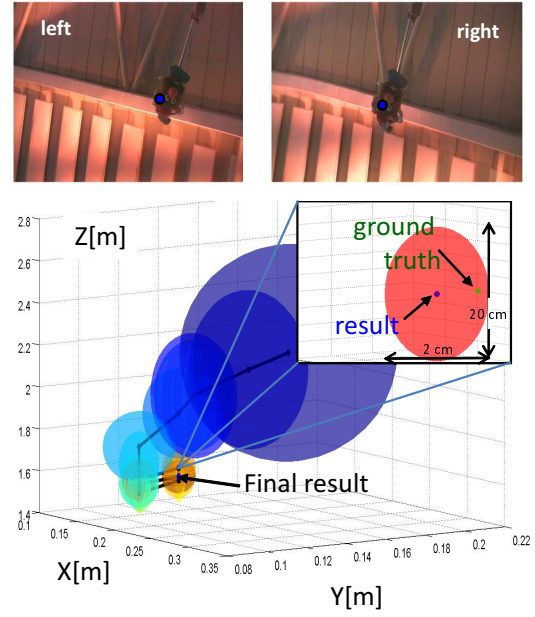 left
right
2.8
Z[m]
2.6
2.4
2.2
2
1.8
1.6
1.4
ground
truth
result
20 cm
2 cm
Final result
0.1
0.15
0.2
0.25
0.3
0.35
X[m]
0.08
0.1
0.12
0.14
0.16
0.18
0.2
0.22
Y[m]